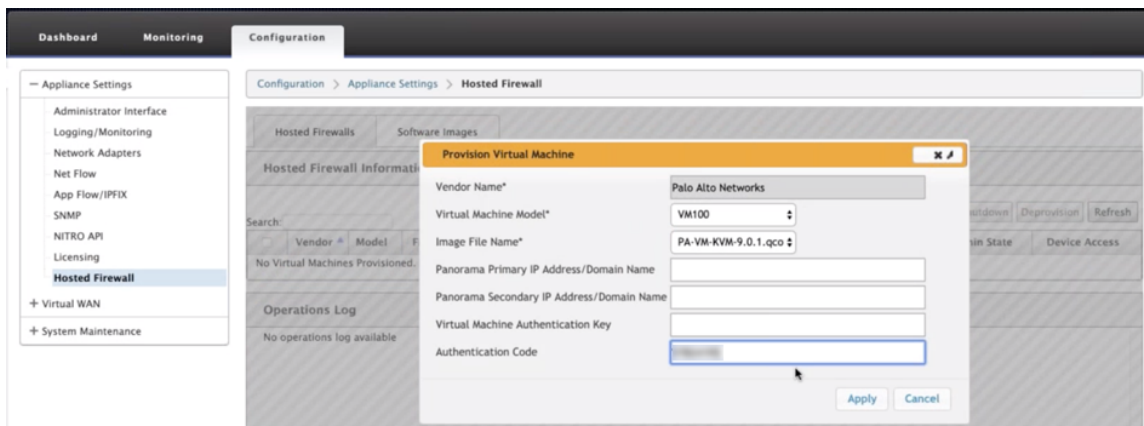 Dashboard Monitoring Configuration
Appliance Settings
Configuration > Appliance Settings > Hosted Firewall
Administrator Interface
Logging/Monitoring
Network Adapters
Net Flow
App Flow/IPFIX
SNMP
NITRO API
Licensing
Hosted Firewall
+ Virtual WAN
+ System Maintenance
Hosted Firewalls Software Images
Hosted Firewall Informati
Search:
Vendor Model F
No Virtual Machines Provisioned.
Operations Log
No operations log available
Deprovision Refresh
in State Device Access
Provision Virtual Machine
Vendor Name* Palo Alto Networks
Virtual Machine Model* VM100
Image File Name* PA-VM-KVM-9.0.1.qco
Panorama Primary IP Address/Domain Name
Panorama Secondary IP Address/Domain Name
Virtual Machine Authentication Key
Authentication Code
Apply Cancel